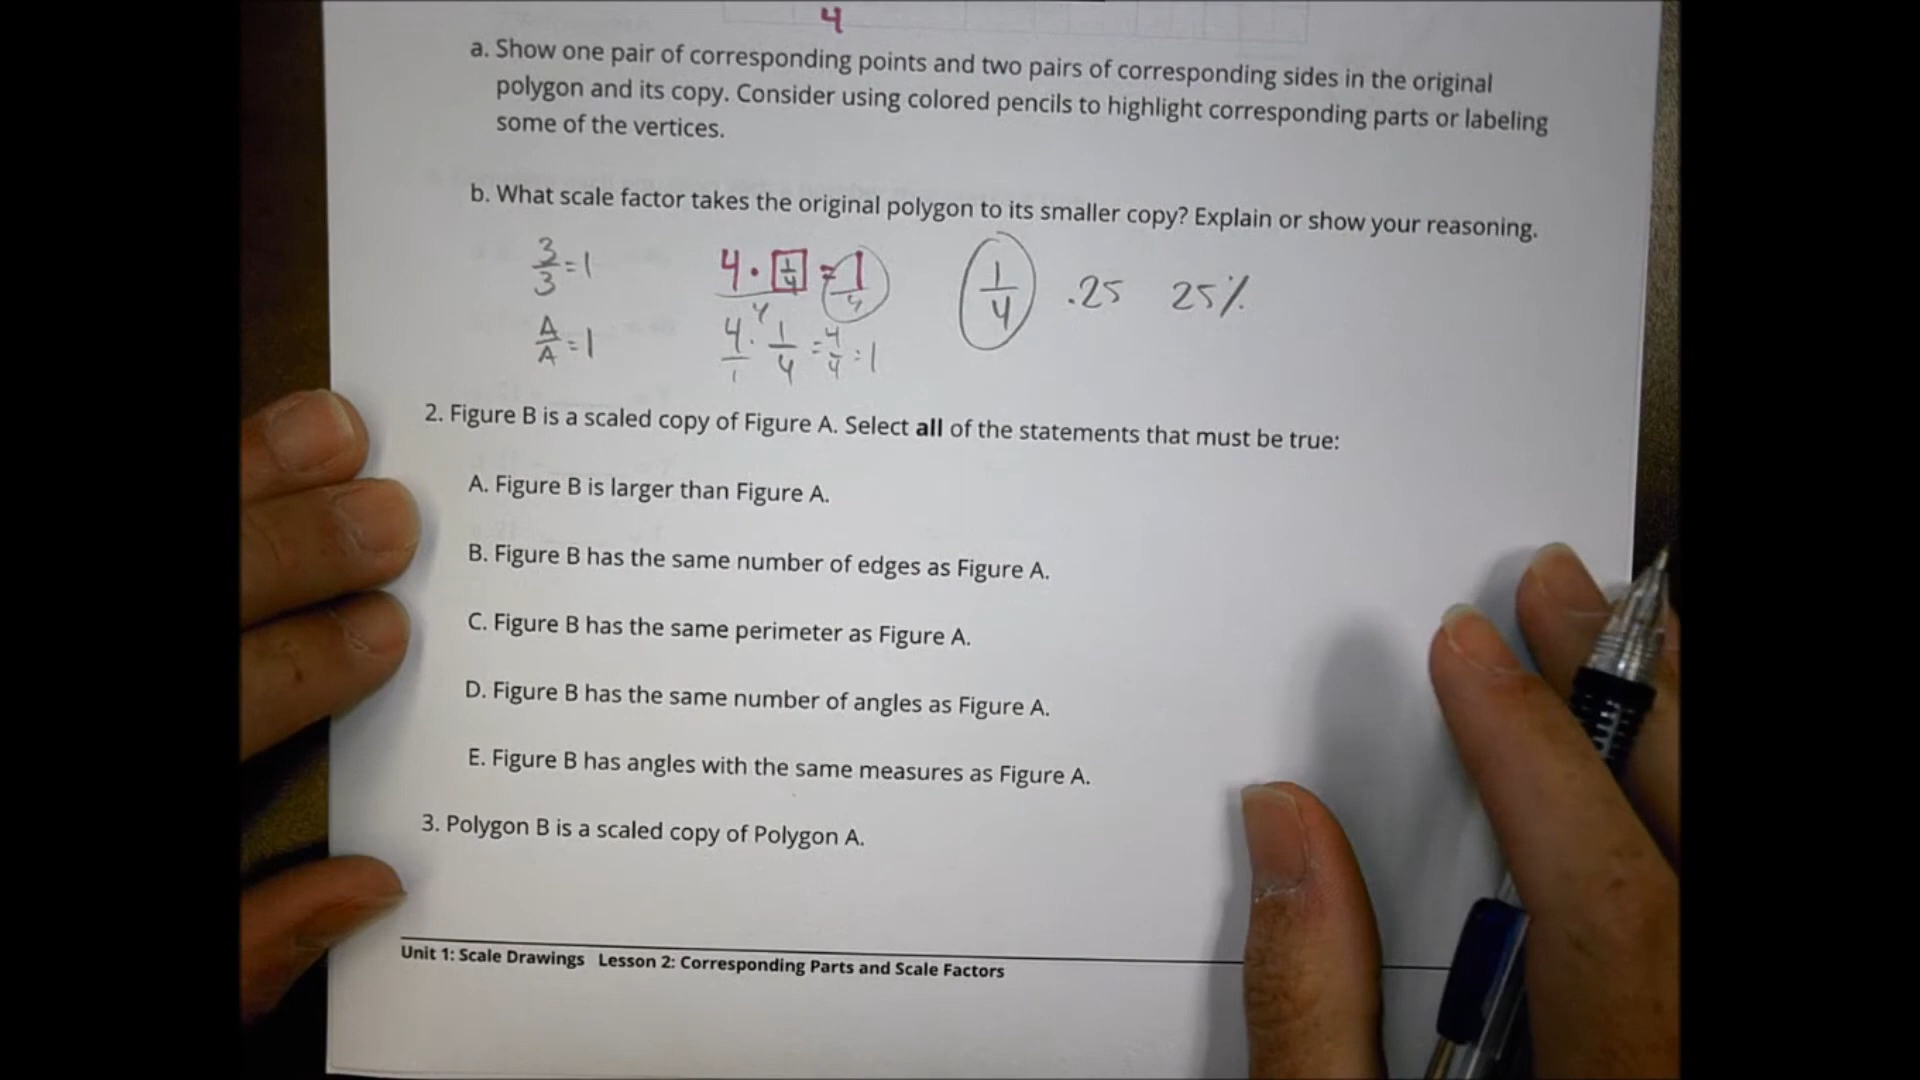 4
a. Show one pair of corresponding points and two pairs of corresponding sides in the original
polygon and its copy. Consider using colored pencils to highlight corresponding parts or labeling
some of the vertices.
b. What scale factor takes the original polygon to its smaller copy? Explain or show your reasoning.
3/3 = 1
4 · 1/4 = 1
4 4
1/4 .25 25%
A/A = 1
4/1 · 1/4 = 4/4 = 1
2. Figure B is a scaled copy of Figure A. Select all of the statements that must be true:
A. Figure B is larger than Figure A.
B. Figure B has the same number of edges as Figure A.
C. Figure B has the same perimeter as Figure A.
D. Figure B has the same number of angles as Figure A.
E. Figure B has angles with the same measures as Figure A.
3. Polygon B is a scaled copy of Polygon A.
Unit 1: Scale Drawings Lesson 2: Corresponding Parts and Scale Factors